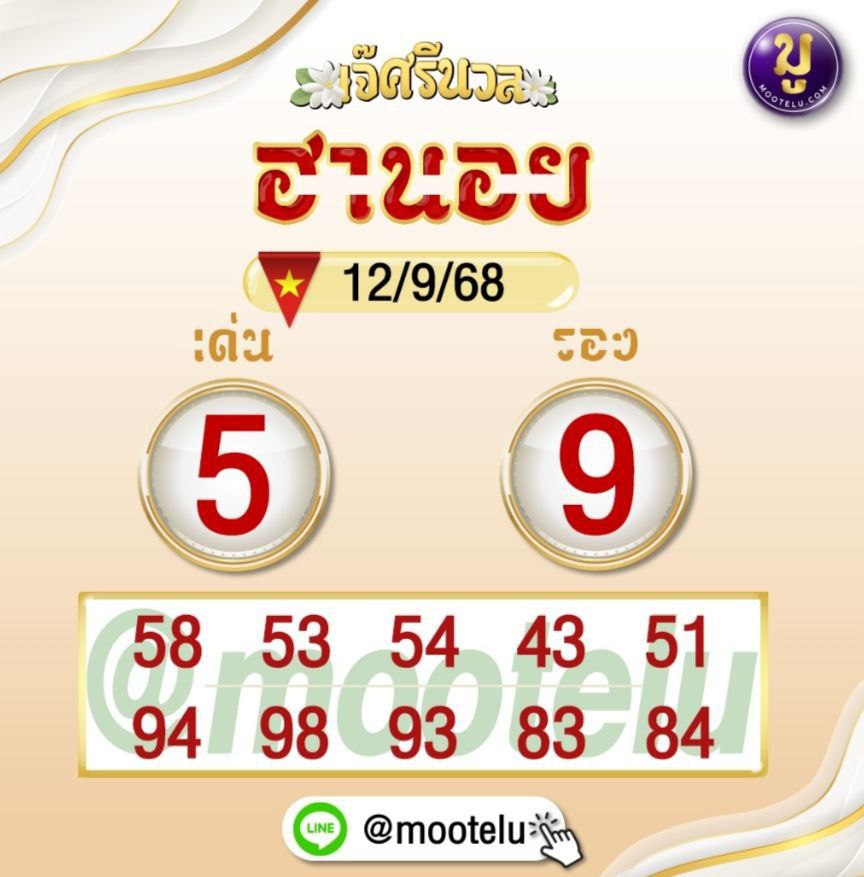 เจ๊ศรีนวล
มู
MOOTELU.COM
ฮานอย
12/9/68
เด่น รอง
5 9
58 53 54 43 51
@mootelu
94 98 93 83 84
LINE @mootelu